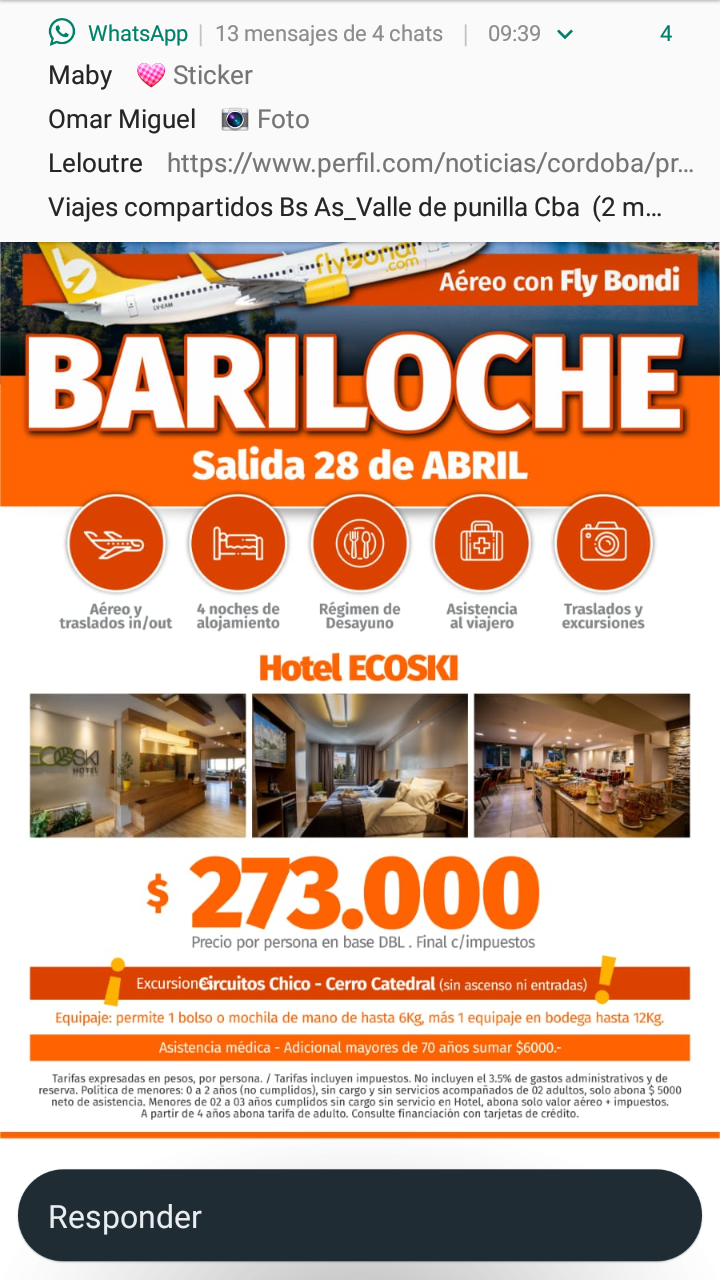 WhatsApp | 13 mensajes de 4 chats | 09:39 4
Maby Sticker
Omar Miguel Foto
Leloutre https://www.perfil.com/noticias/cordoba/pr...
Viajes compartidos Bs As_Valle de punilla Cba (2 m...
flybondi
.com
LV-KAM
Aéreo con Fly Bondi
BARILOCHE
Salida 28 de ABRIL
Aéreo y
traslados in/out
4 noches de
alojamiento
Régimen de
Desayuno
Asistencia
al viajero
Traslados y
excursiones
Hotel ECOSKI
ECOSKI
HOTEL
$ 273.000
Precio por persona en base DBL . Final c/impuestos
¡ Excursiones Circuitos Chico - Cerro Catedral (sin ascenso ni entradas) !
Equipaje: permite 1 bolso o mochila de mano de hasta 6Kg, más 1 equipaje en bodega hasta 12Kg.
Asistencia médica - Adicional mayores de 70 años sumar $6000.-
Tarifas expresadas en pesos, por persona. / Tarifas incluyen impuestos. No incluyen el 3.5% de gastos administrativos y de
reserva. Política de menores: 0 a 2 años (no cumplidos), sin cargo y sin servicios acompañados de 02 adultos, solo abona $ 5000
neto de asistencia. Menores de 02 a 03 años cumplidos sin cargo sin servicio en Hotel, abona solo valor aéreo + impuestos.
A partir de 4 años abona tarifa de adulto. Consulte financiación con tarjetas de crédito.
Responder